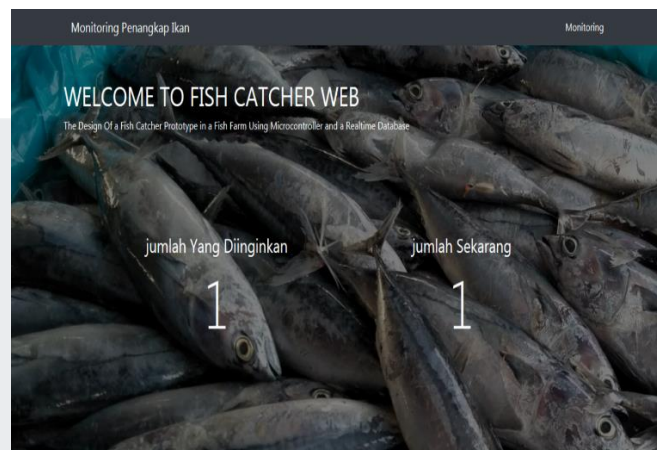 Monitoring Penangkap Ikan Monitoring
WELCOME TO FISH CATCHER WEB
The Design Of a Fish Catcher Prototype in a Fish Farm Using Microcontroller and a Realtime Database
jumlah Yang Diinginkan jumlah Sekarang
1 1